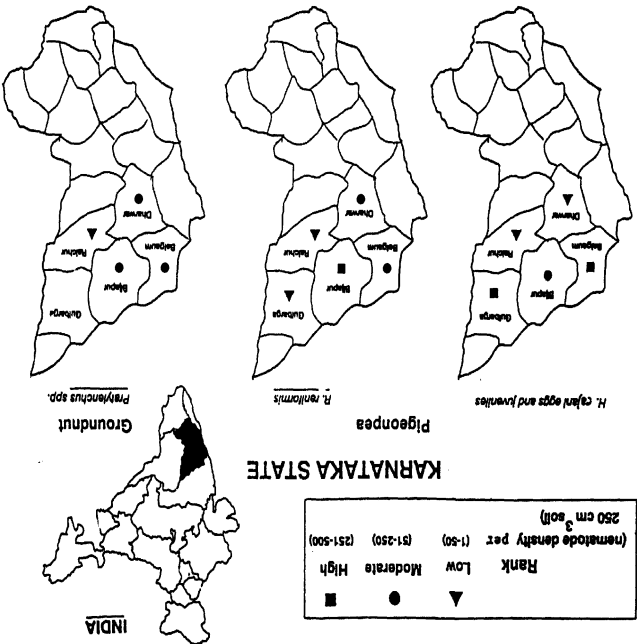 INDIA
Low Moderate High
Rank (1-50) (51-250) (251-500)
(nematode density per
250 cm³ soil)
KARNATAKA STATE
Pigeonpea
Groundnut
H. cajani eggs and juveniles
R. reniformis
Pratylenchus spp.
Gulbarga
Bijapur
Belgaum
Raichur
Dharwar
Gulbarga
Bijapur
Belgaum
Raichur
Dharwar
Gulbarga
Bijapur
Belgaum
Raichur
Dharwar